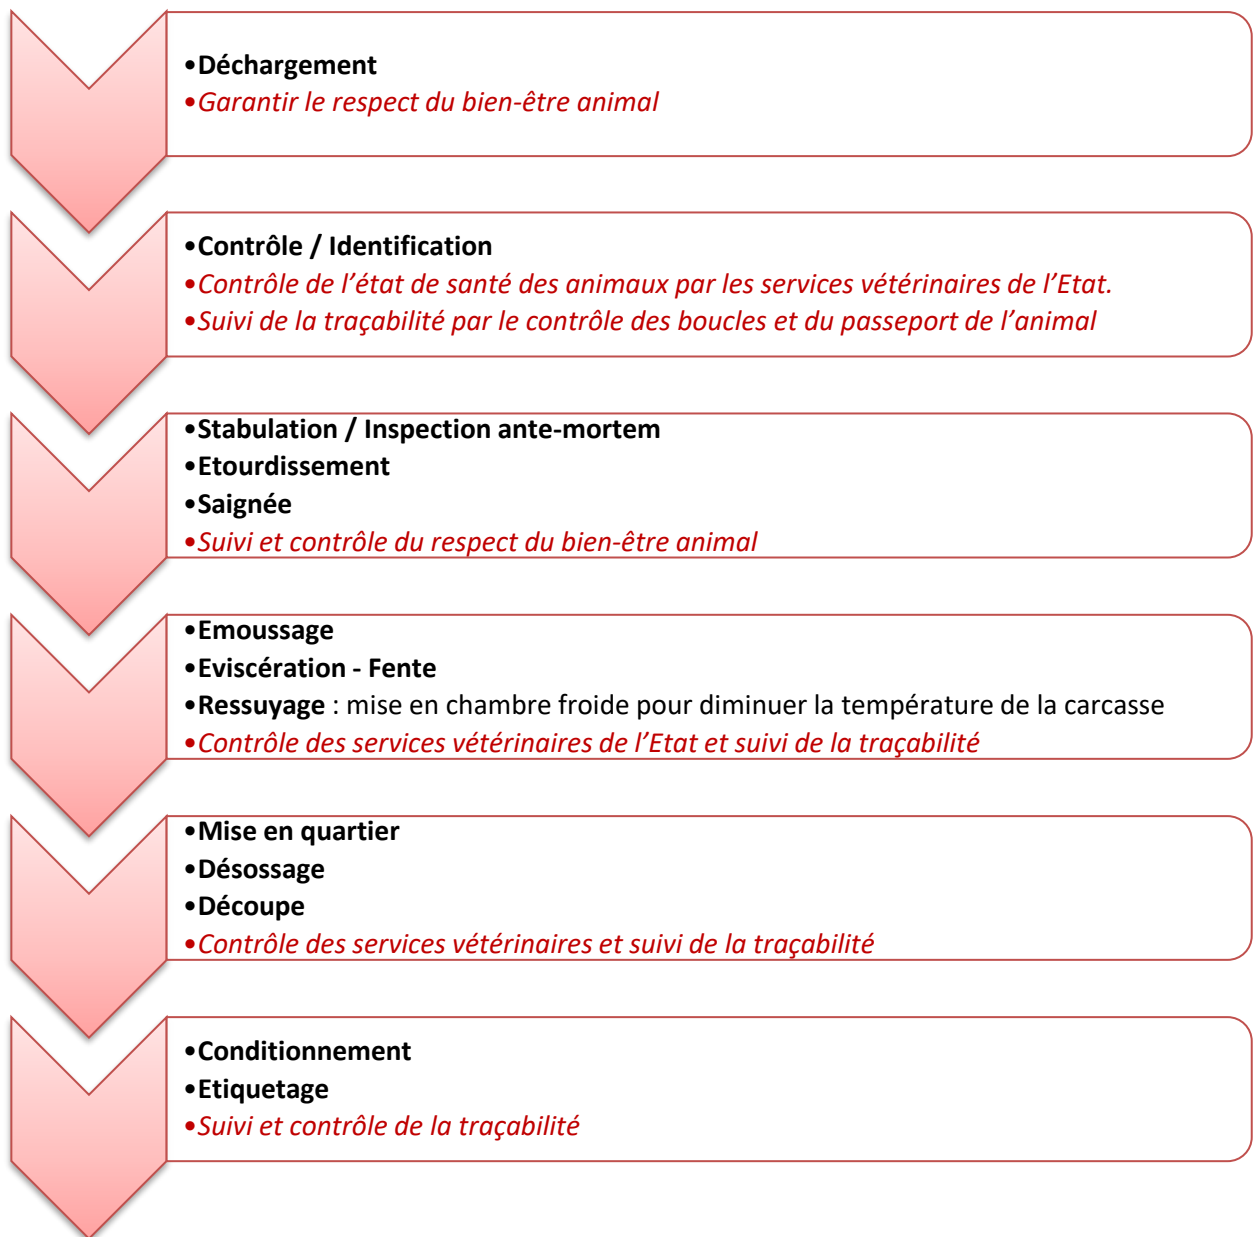 •Déchargement
•Garantir le respect du bien-être animal
•Contrôle / Identification
•Contrôle de l’état de santé des animaux par les services vétérinaires de l’Etat.
•Suivi de la traçabilité par le contrôle des boucles et du passeport de l’animal
•Stabulation / Inspection ante-mortem
•Etourdissement
•Saignée
•Suivi et contrôle du respect du bien-être animal
•Emoussage
•Eviscération - Fente
•Ressuyage : mise en chambre froide pour diminuer la température de la carcasse
•Contrôle des services vétérinaires de l’Etat et suivi de la traçabilité
•Mise en quartier
•Désossage
•Découpe
•Contrôle des services vétérinaires et suivi de la traçabilité
•Conditionnement
•Etiquetage
•Suivi et contrôle de la traçabilité